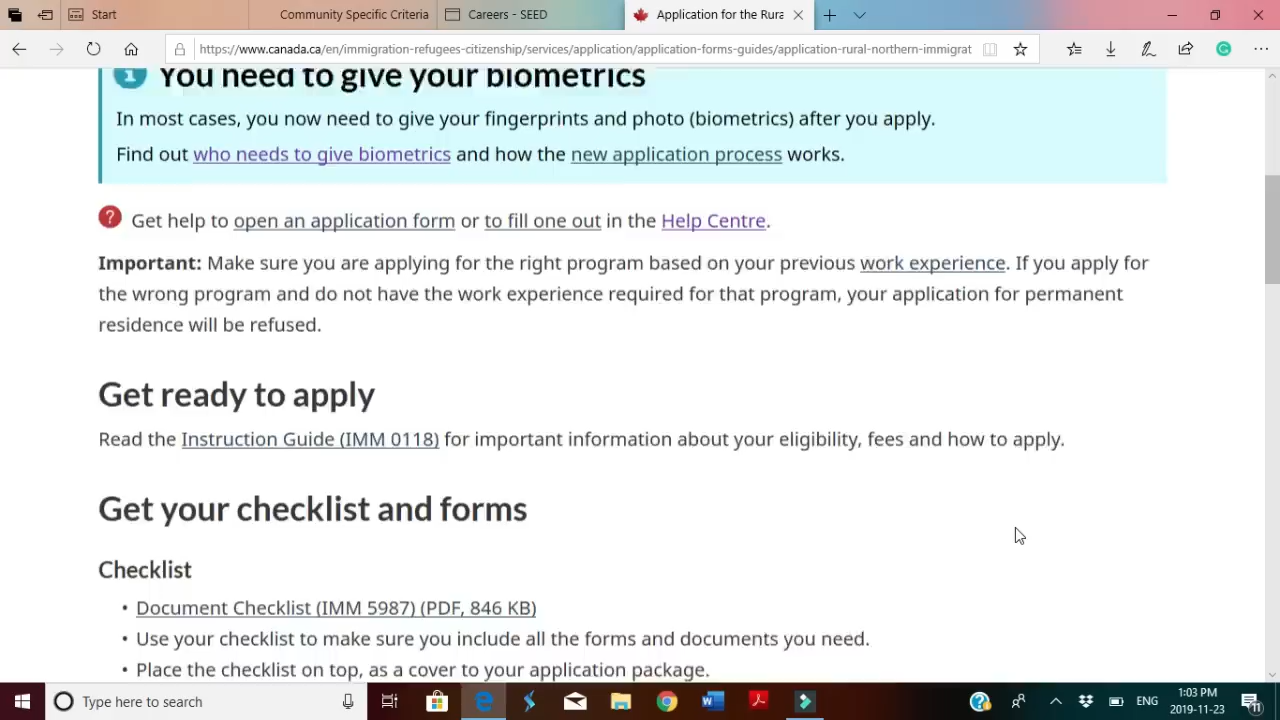 Start
Community Specific Criteria
Careers - SEED
Application for the Rura
https://www.canada.ca/en/immigration-refugees-citizenship/services/application/application-forms-guides/application-rural-northern-immigrat
You need to give your biometrics
In most cases, you now need to give your fingerprints and photo (biometrics) after you apply.
Find out who needs to give biometrics and how the new application process works.
? Get help to open an application form or to fill one out in the Help Centre.
Important: Make sure you are applying for the right program based on your previous work experience. If you apply for
the wrong program and do not have the work experience required for that program, your application for permanent
residence will be refused.
Get ready to apply
Read the Instruction Guide (IMM 0118) for important information about your eligibility, fees and how to apply.
Get your checklist and forms
Checklist
• Document Checklist (IMM 5987) (PDF, 846 KB)
• Use your checklist to make sure you include all the forms and documents you need.
• Place the checklist on top, as a cover to your application package.
Type here to search
ENG
1:03 PM
2019-11-23
11